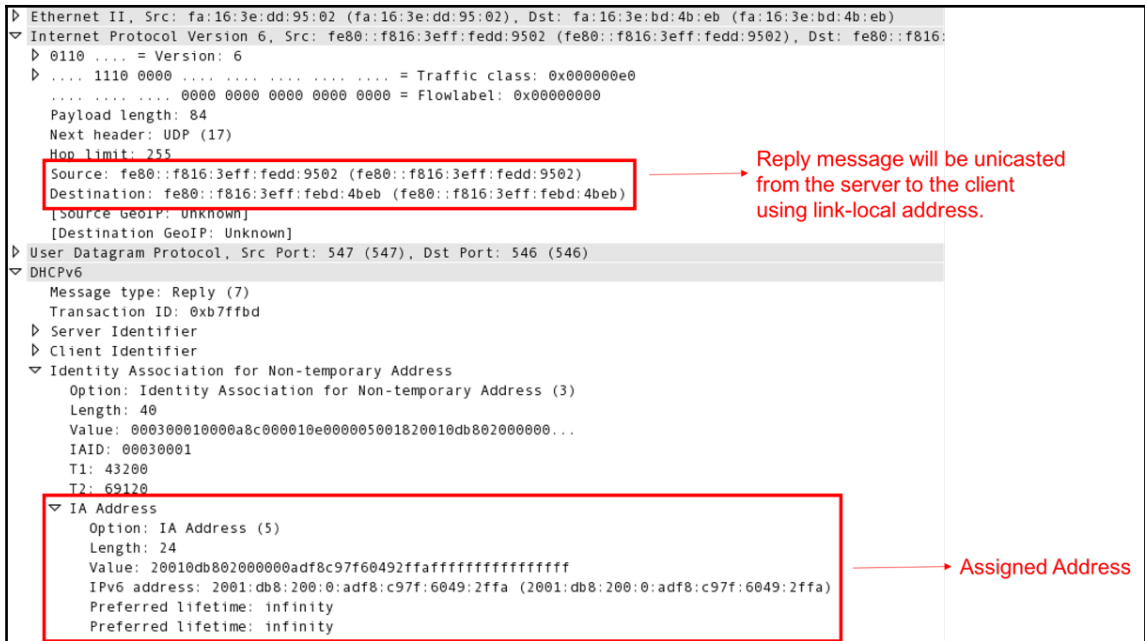 Ethernet II, Src: fa:16:3e:dd:95:02 (fa:16:3e:dd:95:02), Dst: fa:16:3e:bd:4b:eb (fa:16:3e:bd:4b:eb)
Internet Protocol Version 6, Src: fe80::f816:3eff:fedd:9502 (fe80::f816:3eff:fedd:9502), Dst: fe80::f816:
0110 .... = Version: 6
.... 1110 0000 .... .... .... .... .... = Traffic class: 0x000000e0
.... .... .... 0000 0000 0000 0000 0000 = Flowlabel: 0x00000000
Payload length: 84
Next header: UDP (17)
Hop limit: 255
Source: fe80::f816:3eff:fedd:9502 (fe80::f816:3eff:fedd:9502)
Destination: fe80::f816:3eff:febd:4beb (fe80::f816:3eff:febd:4beb)
[Source GeoIP: Unknown]
[Destination GeoIP: Unknown]
Reply message will be unicasted
from the server to the client
using link-local address.
User Datagram Protocol, Src Port: 547 (547), Dst Port: 546 (546)
DHCPv6
Message type: Reply (7)
Transaction ID: 0xb7ffbd
Server Identifier
Client Identifier
Identity Association for Non-temporary Address
Option: Identity Association for Non-temporary Address (3)
Length: 40
Value: 000300010000a8c000010e000005001820010db802000000...
IAID: 00030001
T1: 43200
T2: 69120
IA Address
Option: IA Address (5)
Length: 24
Value: 20010db802000000adf8c97f60492ffaffffffffffffffff
IPv6 address: 2001:db8:200:0:adf8:c97f:6049:2ffa (2001:db8:200:0:adf8:c97f:6049:2ffa)
Preferred lifetime: infinity
Preferred lifetime: infinity
Assigned Address